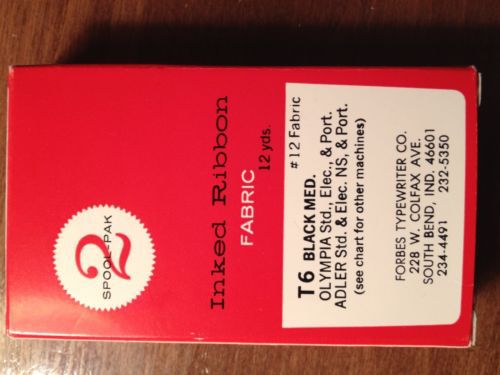 2
SPOOL-PAK
Inked Ribbon
FABRIC
12 yds.
#12 Fabric
T6 BLACK MED.
OLYMPIA Std., Elec., & Port.
ADLER Std. & Elec. NS, & Port.
(see chart for other machines)
FORBES TYPEWRITER CO.
228 W. COLFAX AVE.
SOUTH BEND, IND. 46601
234-4491 232-5350